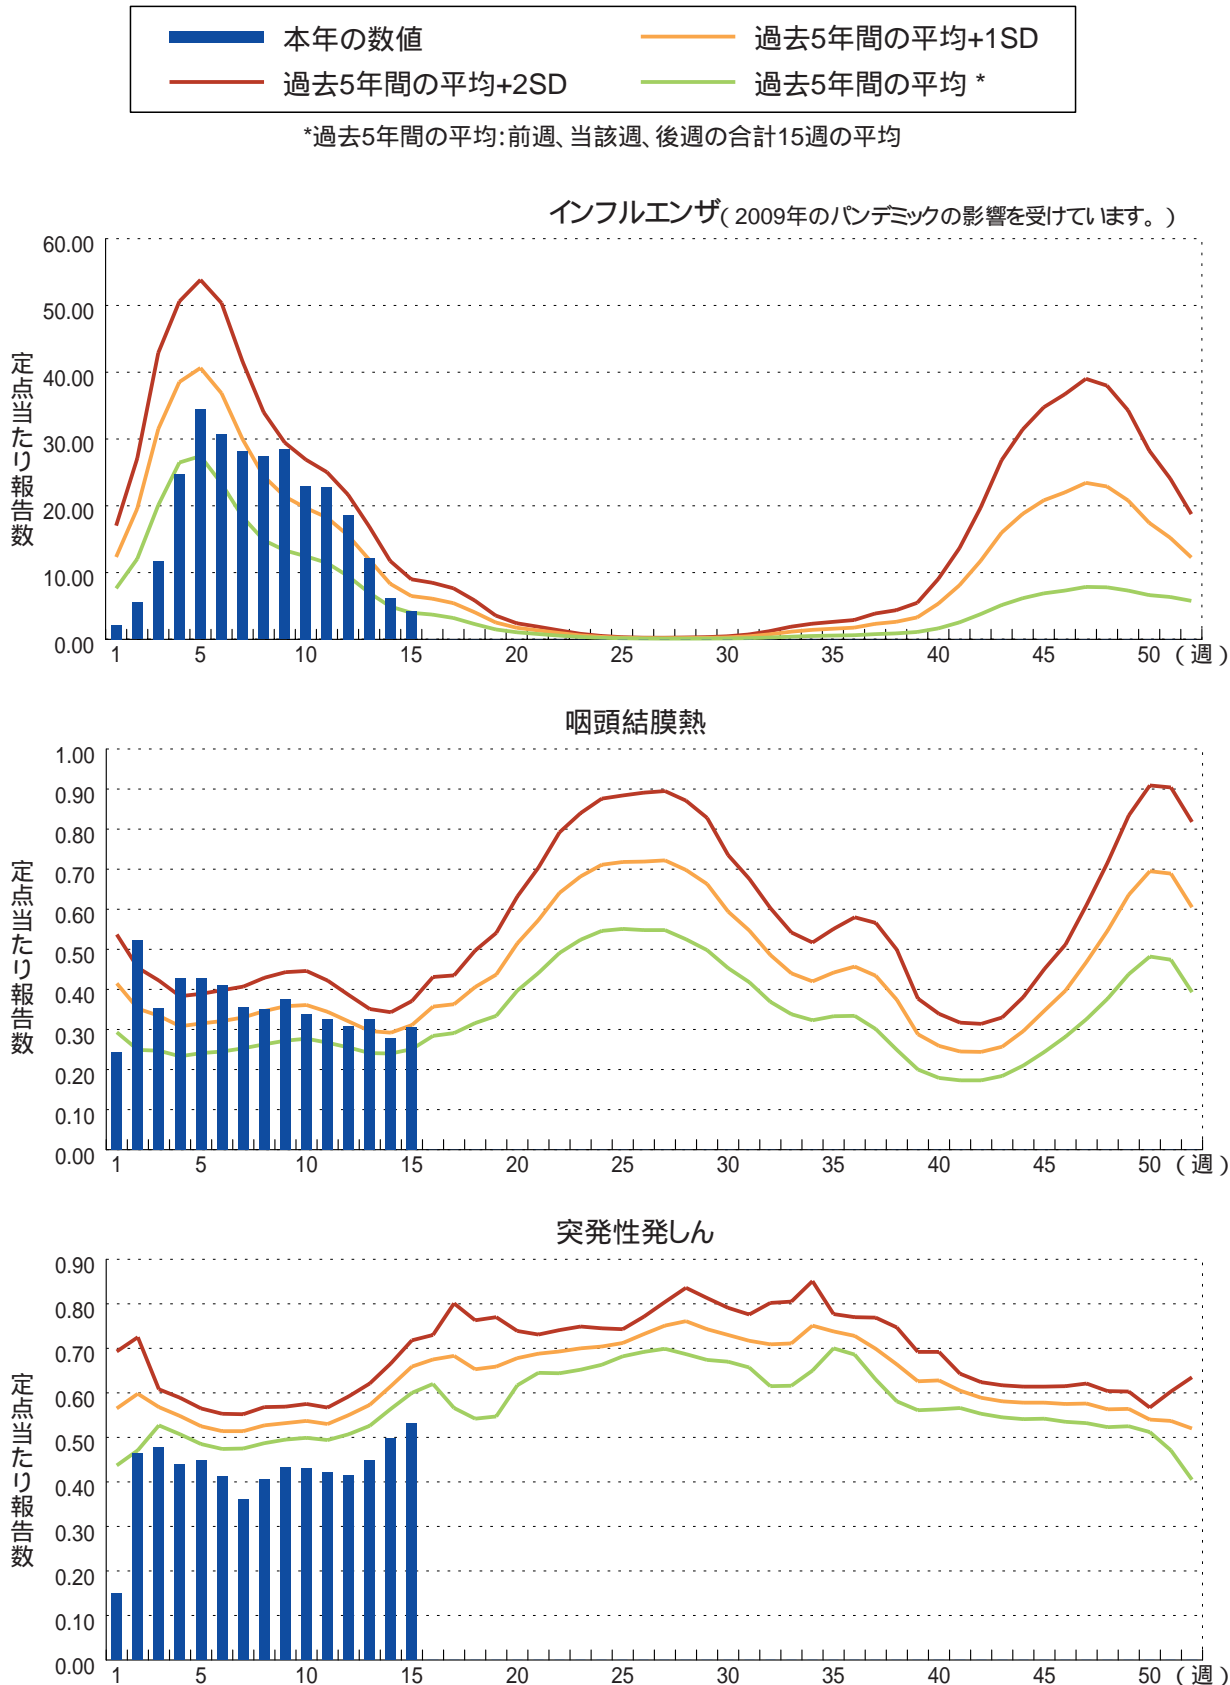 本年の数値 過去5年間の平均+1SD
過去5年間の平均+2SD 過去5年間の平均 *
*過去5年間の平均:前週、当該週、後週の合計15週の平均
インフルエンザ( 2009年のパンデミックの影響を受けています。 )
定点当たり報告数
60.00
50.00
40.00
30.00
20.00
10.00
0.00
1 5 10 15 20 25 30 35 40 45 50 (週)
咽頭結膜熱
定点当たり報告数
1.00
0.90
0.80
0.70
0.60
0.50
0.40
0.30
0.20
0.10
0.00
1 5 10 15 20 25 30 35 40 45 50 (週)
突発性発しん
定点当たり報告数
0.90
0.80
0.70
0.60
0.50
0.40
0.30
0.20
0.10
0.00
1 5 10 15 20 25 30 35 40 45 50 (週)